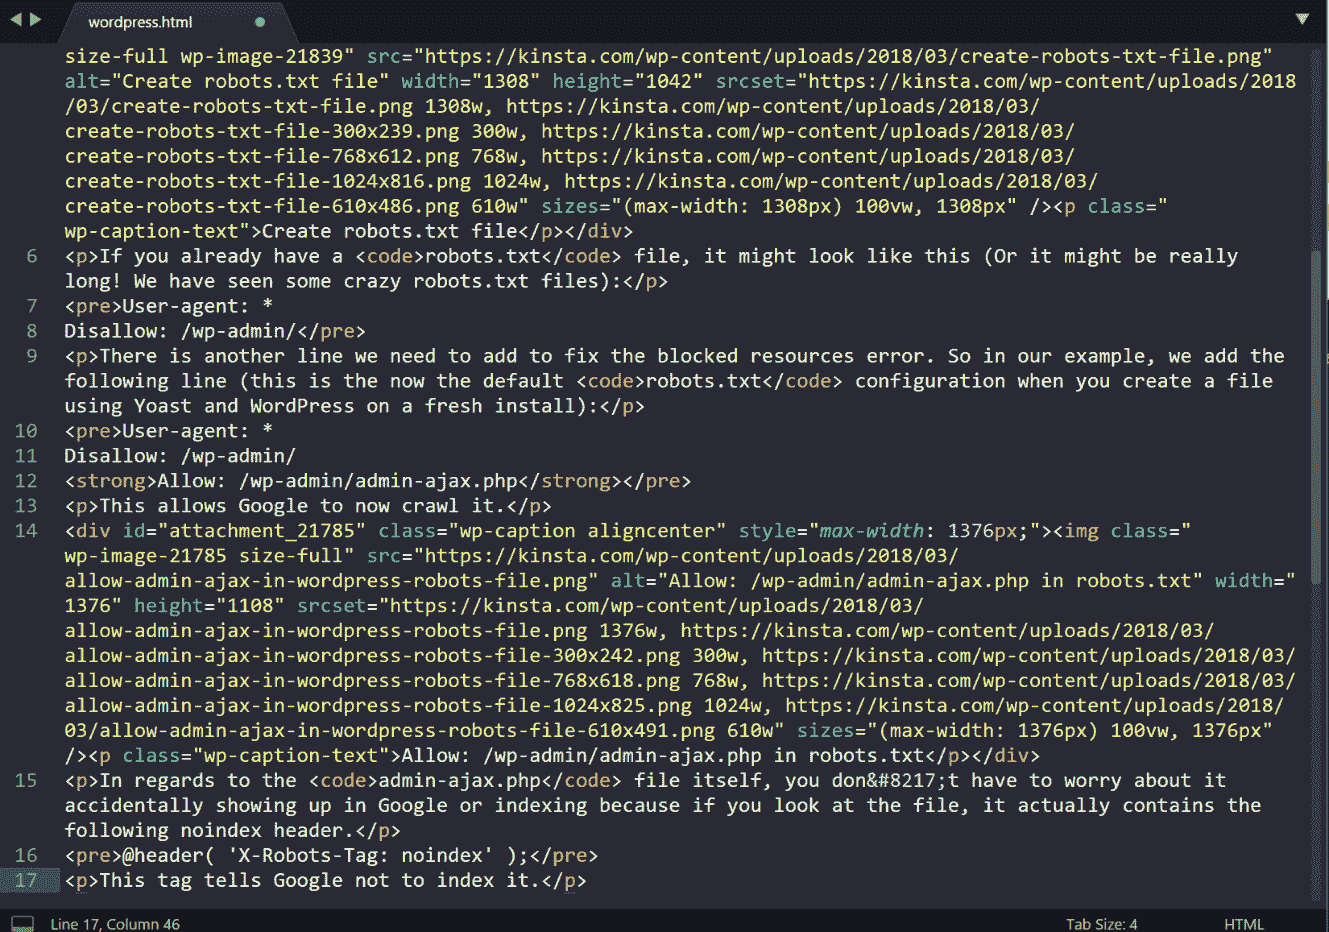 wordpress.html
size-full wp-image-21839" src="https://kinsta.com/wp-content/uploads/2018/03/create-robots-txt-file.png"
alt="Create robots.txt file" width="1308" height="1042" srcset="https://kinsta.com/wp-content/uploads/2018
/03/create-robots-txt-file.png 1308w, https://kinsta.com/wp-content/uploads/2018/03/
create-robots-txt-file-300x239.png 300w, https://kinsta.com/wp-content/uploads/2018/03/
create-robots-txt-file-768x612.png 768w, https://kinsta.com/wp-content/uploads/2018/03/
create-robots-txt-file-1024x816.png 1024w, https://kinsta.com/wp-content/uploads/2018/03/
create-robots-txt-file-610x486.png 610w" sizes="(max-width: 1308px) 100vw, 1308px" /><p class="
wp-caption-text">Create robots.txt file</p></div>
6 <p>If you already have a <code>robots.txt</code> file, it might look like this (Or it might be really
long! We have seen some crazy robots.txt files):</p>
7 <pre>User-agent: *
8 Disallow: /wp-admin/</pre>
9 <p>There is another line we need to add to fix the blocked resources error. So in our example, we add the
following line (this is the now the default <code>robots.txt</code> configuration when you create a file
using Yoast and WordPress on a fresh install):</p>
10 <pre>User-agent: *
11 Disallow: /wp-admin/
12 <strong>Allow: /wp-admin/admin-ajax.php</strong></pre>
13 <p>This allows Google to now crawl it.</p>
14 <div id="attachment_21785" class="wp-caption aligncenter" style="max-width: 1376px;"><img class="
wp-image-21785 size-full" src="https://kinsta.com/wp-content/uploads/2018/03/
allow-admin-ajax-in-wordpress-robots-file.png" alt="Allow: /wp-admin/admin-ajax.php in robots.txt" width="
1376" height="1108" srcset="https://kinsta.com/wp-content/uploads/2018/03/
allow-admin-ajax-in-wordpress-robots-file.png 1376w, https://kinsta.com/wp-content/uploads/2018/03/
allow-admin-ajax-in-wordpress-robots-file-300x242.png 300w, https://kinsta.com/wp-content/uploads/2018/03/
allow-admin-ajax-in-wordpress-robots-file-768x618.png 768w, https://kinsta.com/wp-content/uploads/2018/03/
allow-admin-ajax-in-wordpress-robots-file-1024x825.png 1024w, https://kinsta.com/wp-content/uploads/2018/
03/allow-admin-ajax-in-wordpress-robots-file-610x491.png 610w" sizes="(max-width: 1376px) 100vw, 1376px"
/><p class="wp-caption-text">Allow: /wp-admin/admin-ajax.php in robots.txt</p></div>
15 <p>In regards to the <code>admin-ajax.php</code> file itself, you don&#8217;t have to worry about it
accidentally showing up in Google or indexing because if you look at the file, it actually contains the
following noindex header.</p>
16 <pre>@header( 'X-Robots-Tag: noindex' );</pre>
17 <p>This tag tells Google not to index it.</p>
Line 17, Column 46 Tab Size: 4 HTML